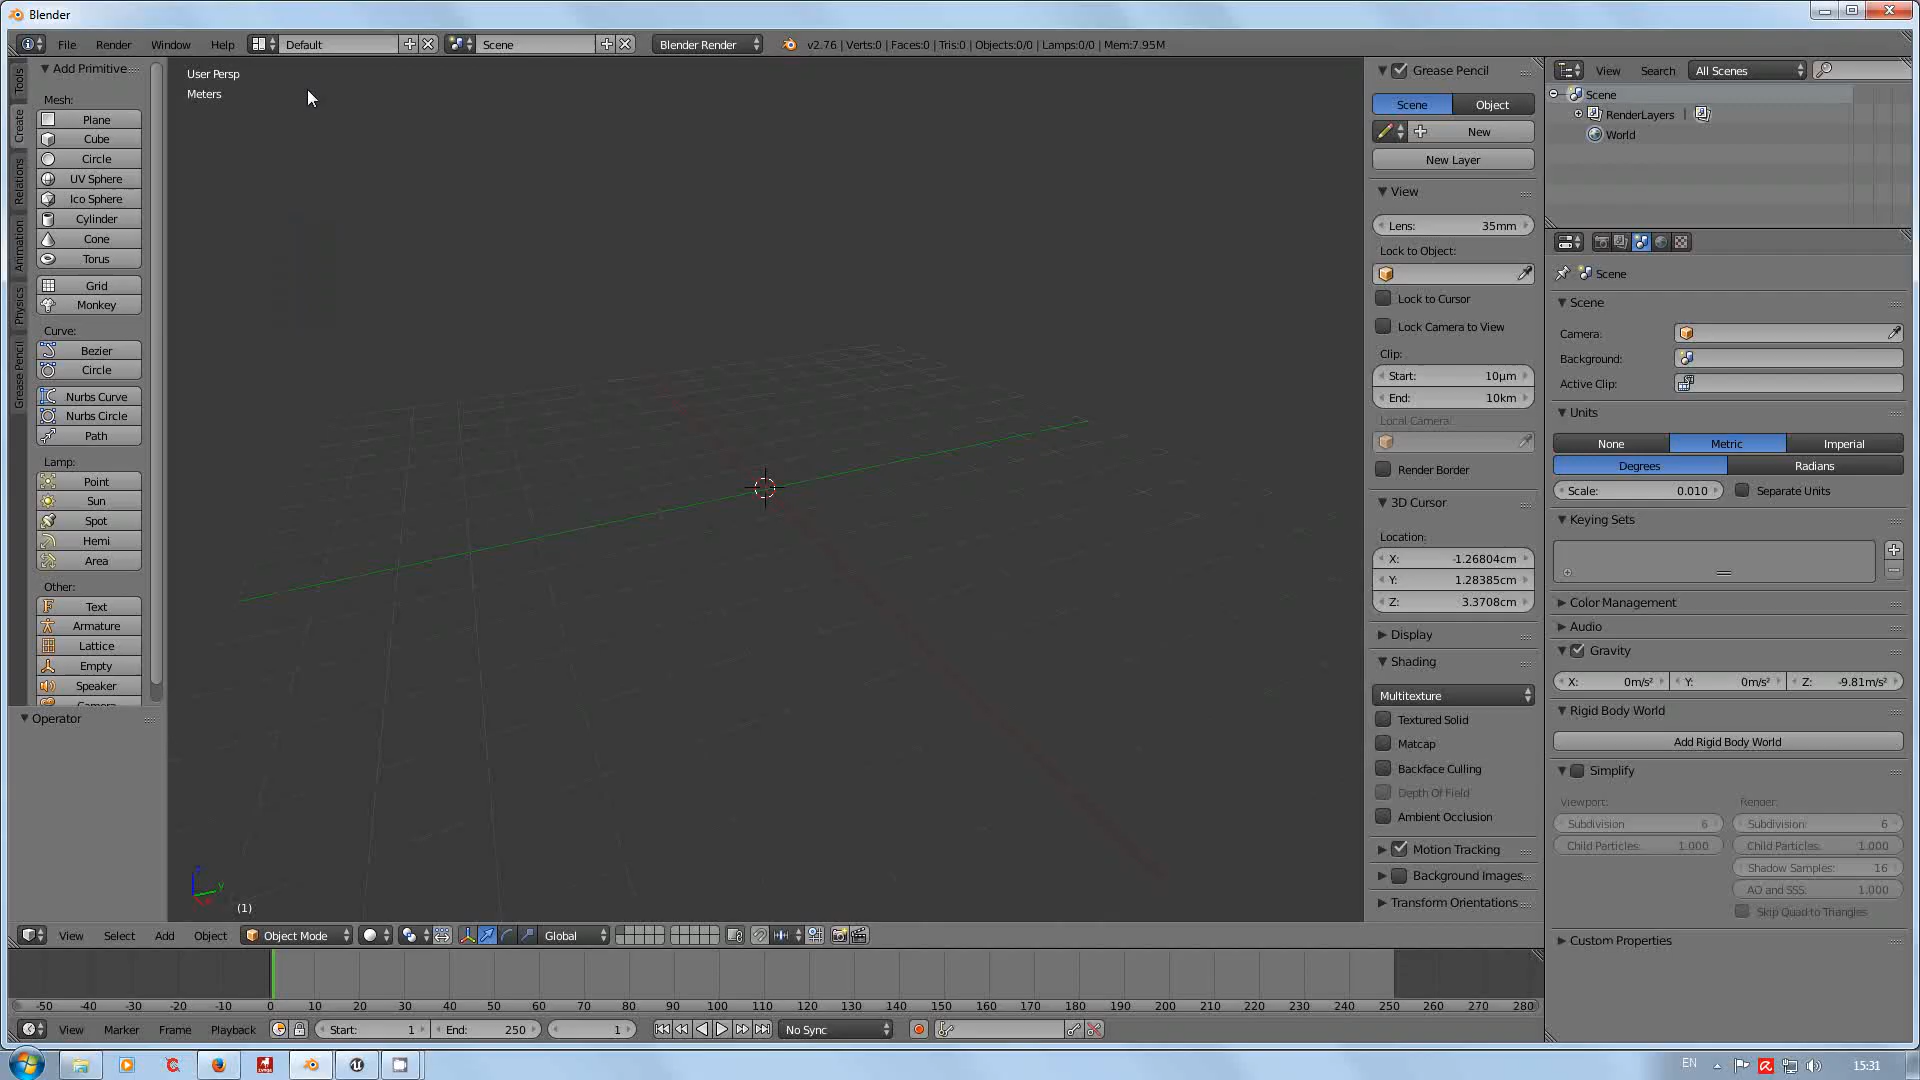 Blender
File Render Window Help Default Scene Blender Render v2.76 | Verts:0 | Faces:0 | Tris:0 | Objects:0/0 | Lamps:0/0 | Mem:7.95M
Tools
Create
Relations
Animation
Physics
Grease Pencil
Add Primitive
Mesh:
Plane
Cube
Circle
UV Sphere
Ico Sphere
Cylinder
Cone
Torus
Grid
Monkey
Curve:
Bezier
Circle
Nurbs Curve
Nurbs Circle
Path
Lamp:
Point
Sun
Spot
Hemi
Area
Other:
Text
Armature
Lattice
Empty
Speaker
Camera
Operator
User Persp
Meters
z
y
(1)
Grease Pencil
Scene Object
New
New Layer
View
Lens: 35mm
Lock to Object:
Lock to Cursor
Lock Camera to View
Clip:
Start: 10µm
End: 10km
Local Camera:
Render Border
3D Cursor
Location:
X: -1.26804cm
Y: 1.28385cm
Z: 3.3708cm
Display
Shading
Multitexture
Textured Solid
Matcap
Backface Culling
Depth Of Field
Ambient Occlusion
Motion Tracking
Background Images
Transform Orientations
View Search All Scenes
Scene
RenderLayers |
World
Scene
Scene
Camera:
Background:
Active Clip:
Units
None Metric Imperial
Degrees Radians
Scale: 0.010 Separate Units
Keying Sets
Color Management
Audio
Gravity
X: 0m/s² Y: 0m/s² Z: -9.81m/s²
Rigid Body World
Add Rigid Body World
Simplify
Viewport: Render:
Subdivision 6 Subdivision: 6
Child Particles: 1.000 Child Particles: 1.000
Shadow Samples: 16
AO and SSS: 1.000
Skip Quad to Triangles
Custom Properties
View Select Add Object Object Mode Global
-50 -40 -30 -20 -10 0 10 20 30 40 50 60 70 80 90 100 110 120 130 140 150 160 170 180 190 200 210 220 230 240 250 260 270 280
View Marker Frame Playback Start: 1 End: 250 1 No Sync
EN 15:31